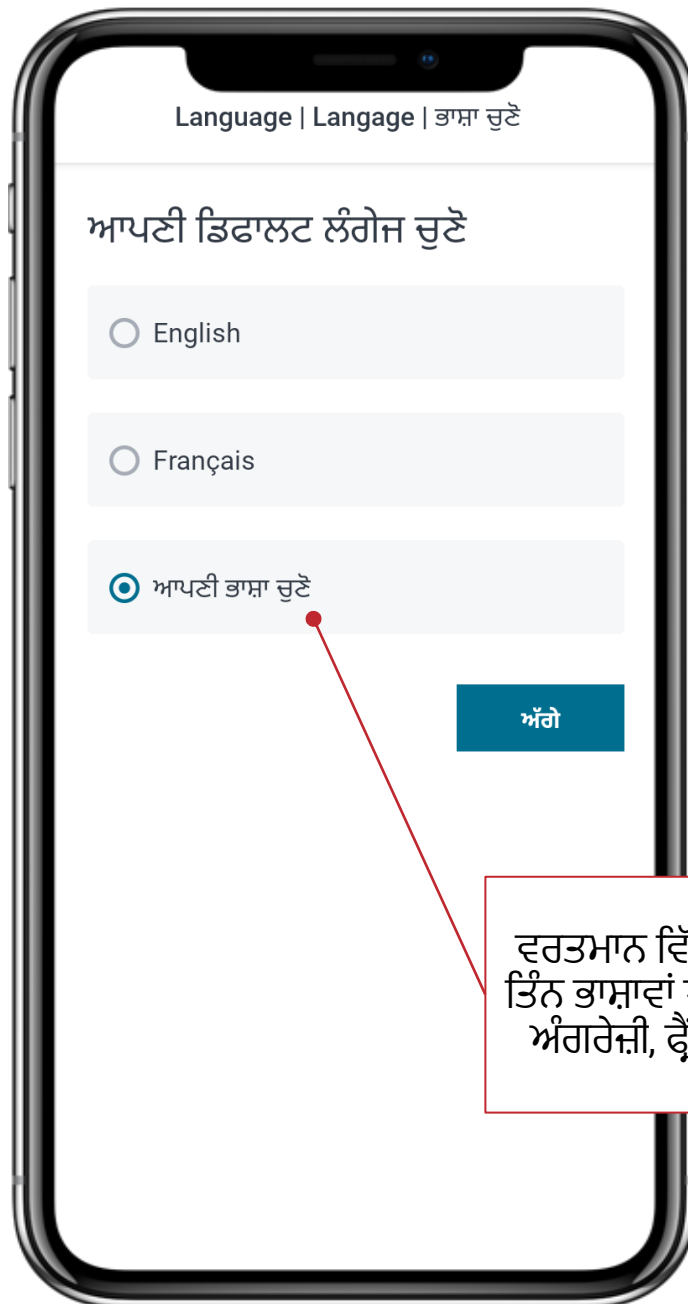 Language | Langage | ਭਾਸ਼ਾ ਚੁਣੋ
ਆਪਣੀ ਡਿਫਾਲਟ ਲੰਗੇਜ ਚੁਣੋ
English
Français
ਆਪਣੀ ਭਾਸ਼ਾ ਚੁਣੋ
ਅੱਗੇ
ਵਰਤਮਾਨ
ਤਿੰਨ ਭਾਸ਼ਾਵਾਂ
ਅੰਗਰੇਜ਼ੀ,